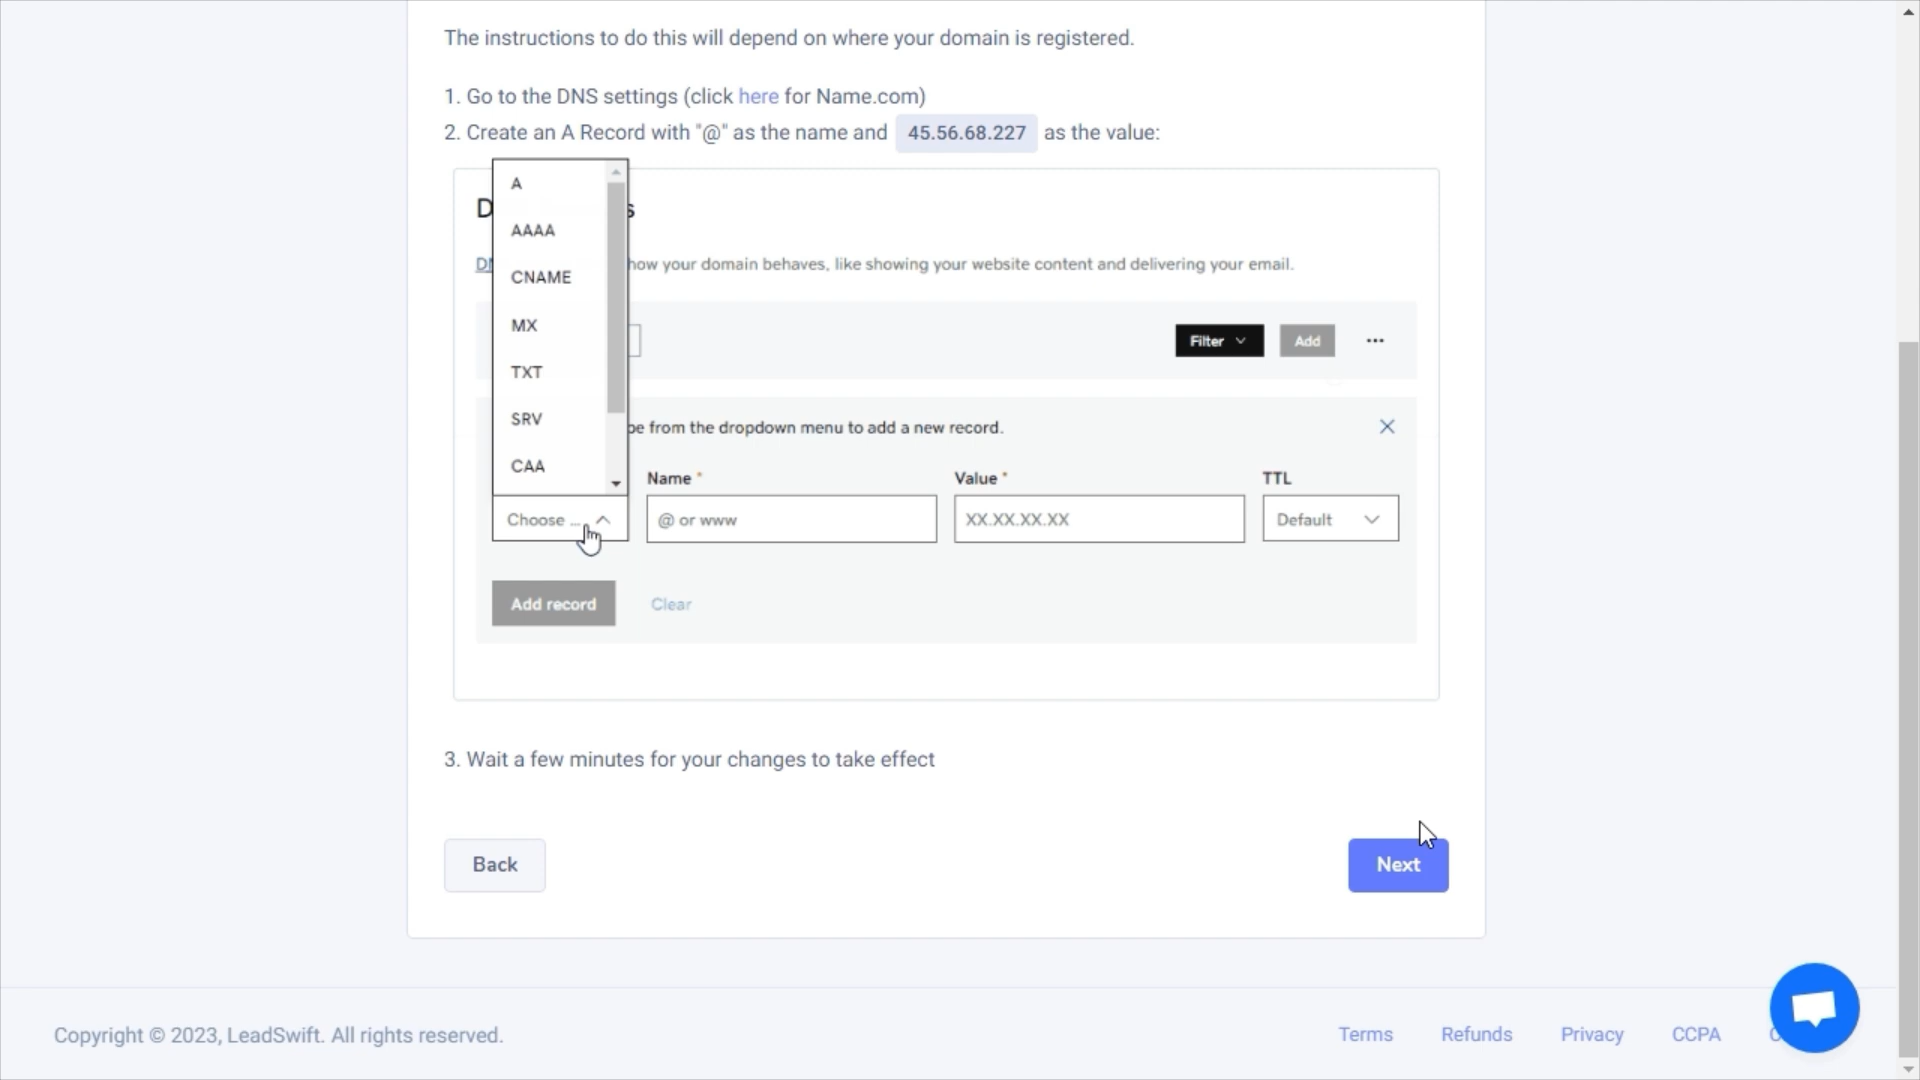 The instructions to do this will depend on where your domain is registered.
1. Go to the DNS settings (click here for Name.com)
2. Create an A Record with "@" as the name and 45.56.68.227 as the value:
A
AAAA
CNAME
MX
TXT
SRV
CAA
how your domain behaves, like showing your website content and delivering your email.
Filter Add ...
from the dropdown menu to add a new record.
Name * Value * TTL
Choose ... @ or www XX.XX.XX.XX Default
Add record Clear
3. Wait a few minutes for your changes to take effect
Back Next
Copyright © 2023, LeadSwift. All rights reserved. Terms Refunds Privacy CCPA